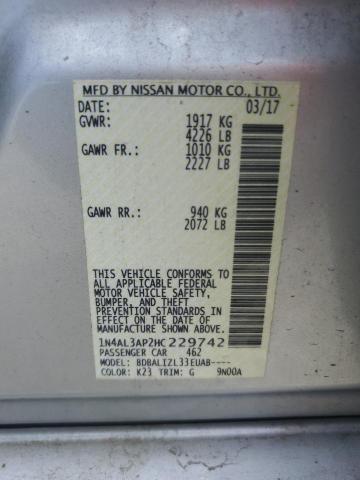 MFD BY NISSAN MOTOR CO., LTD.
DATE: 03/17
GVWR: 1917 KG
4226 LB
GAWR FR.: 1010 KG
2227 LB
GAWR RR.: 940 KG
2072 LB
THIS VEHICLE CONFORMS TO
ALL APPLICABLE FEDERAL
MOTOR VEHICLE SAFETY,
BUMPER, AND THEFT
PREVENTION STANDARDS IN
EFFECT ON THE DATE OF
MANUFACTURE SHOWN ABOVE.
1N4AL3AP2HC229742
PASSENGER CAR 462
MODEL: BDBALIZL33EUAB----
COLOR: K23 TRIM: G 9N00A